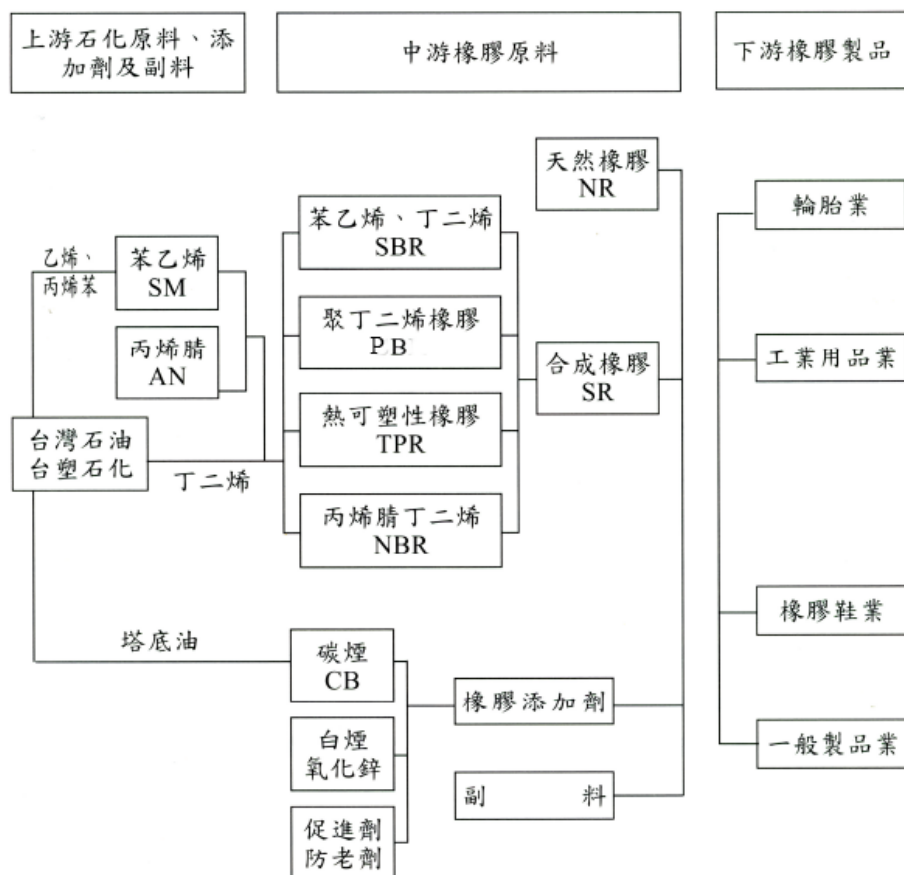 上游石化原料、添
加劑及副料
中游橡膠原料
下游橡膠製品
天然橡膠
NR
苯乙烯、丁二烯
SBR
輪胎業
乙烯、
丙烯苯
苯乙烯
SM
聚丁二烯橡膠
PB
丙烯腈
AN
合成橡膠
SR
工業用品業
熱可塑性橡膠
TPR
台灣石油
台塑石化
丁二烯
丙烯腈丁二烯
NBR
橡膠鞋業
塔底油
碳煙
CB
橡膠添加劑
白煙
氧化鋅
一般製品業
副 料
促進劑
防老劑